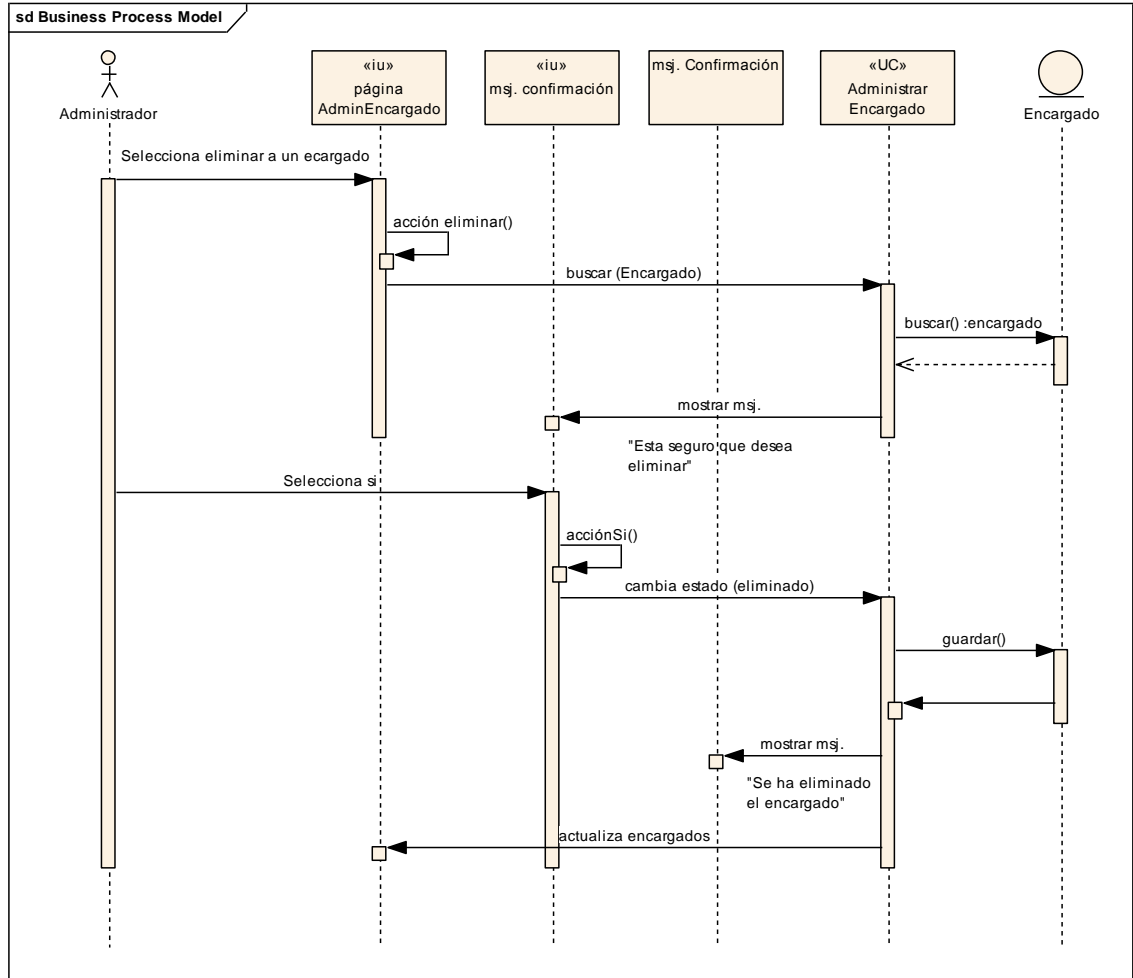 sd Business Process Model
Administrador
«iu»
página
AdminEncargado
«iu»
msj. confirmación
msj. Confirmación
«UC»
Administrar
Encargado
Encargado
Selecciona eliminar a un ecargado
acción eliminar()
buscar (Encargado)
buscar() :encargado
mostrar msj.
"Esta seguro que desea
eliminar"
Selecciona si
acciónSi()
cambia estado (eliminado)
guardar()
mostrar msj.
"Se ha eliminado
el encargado"
actualiza encargados